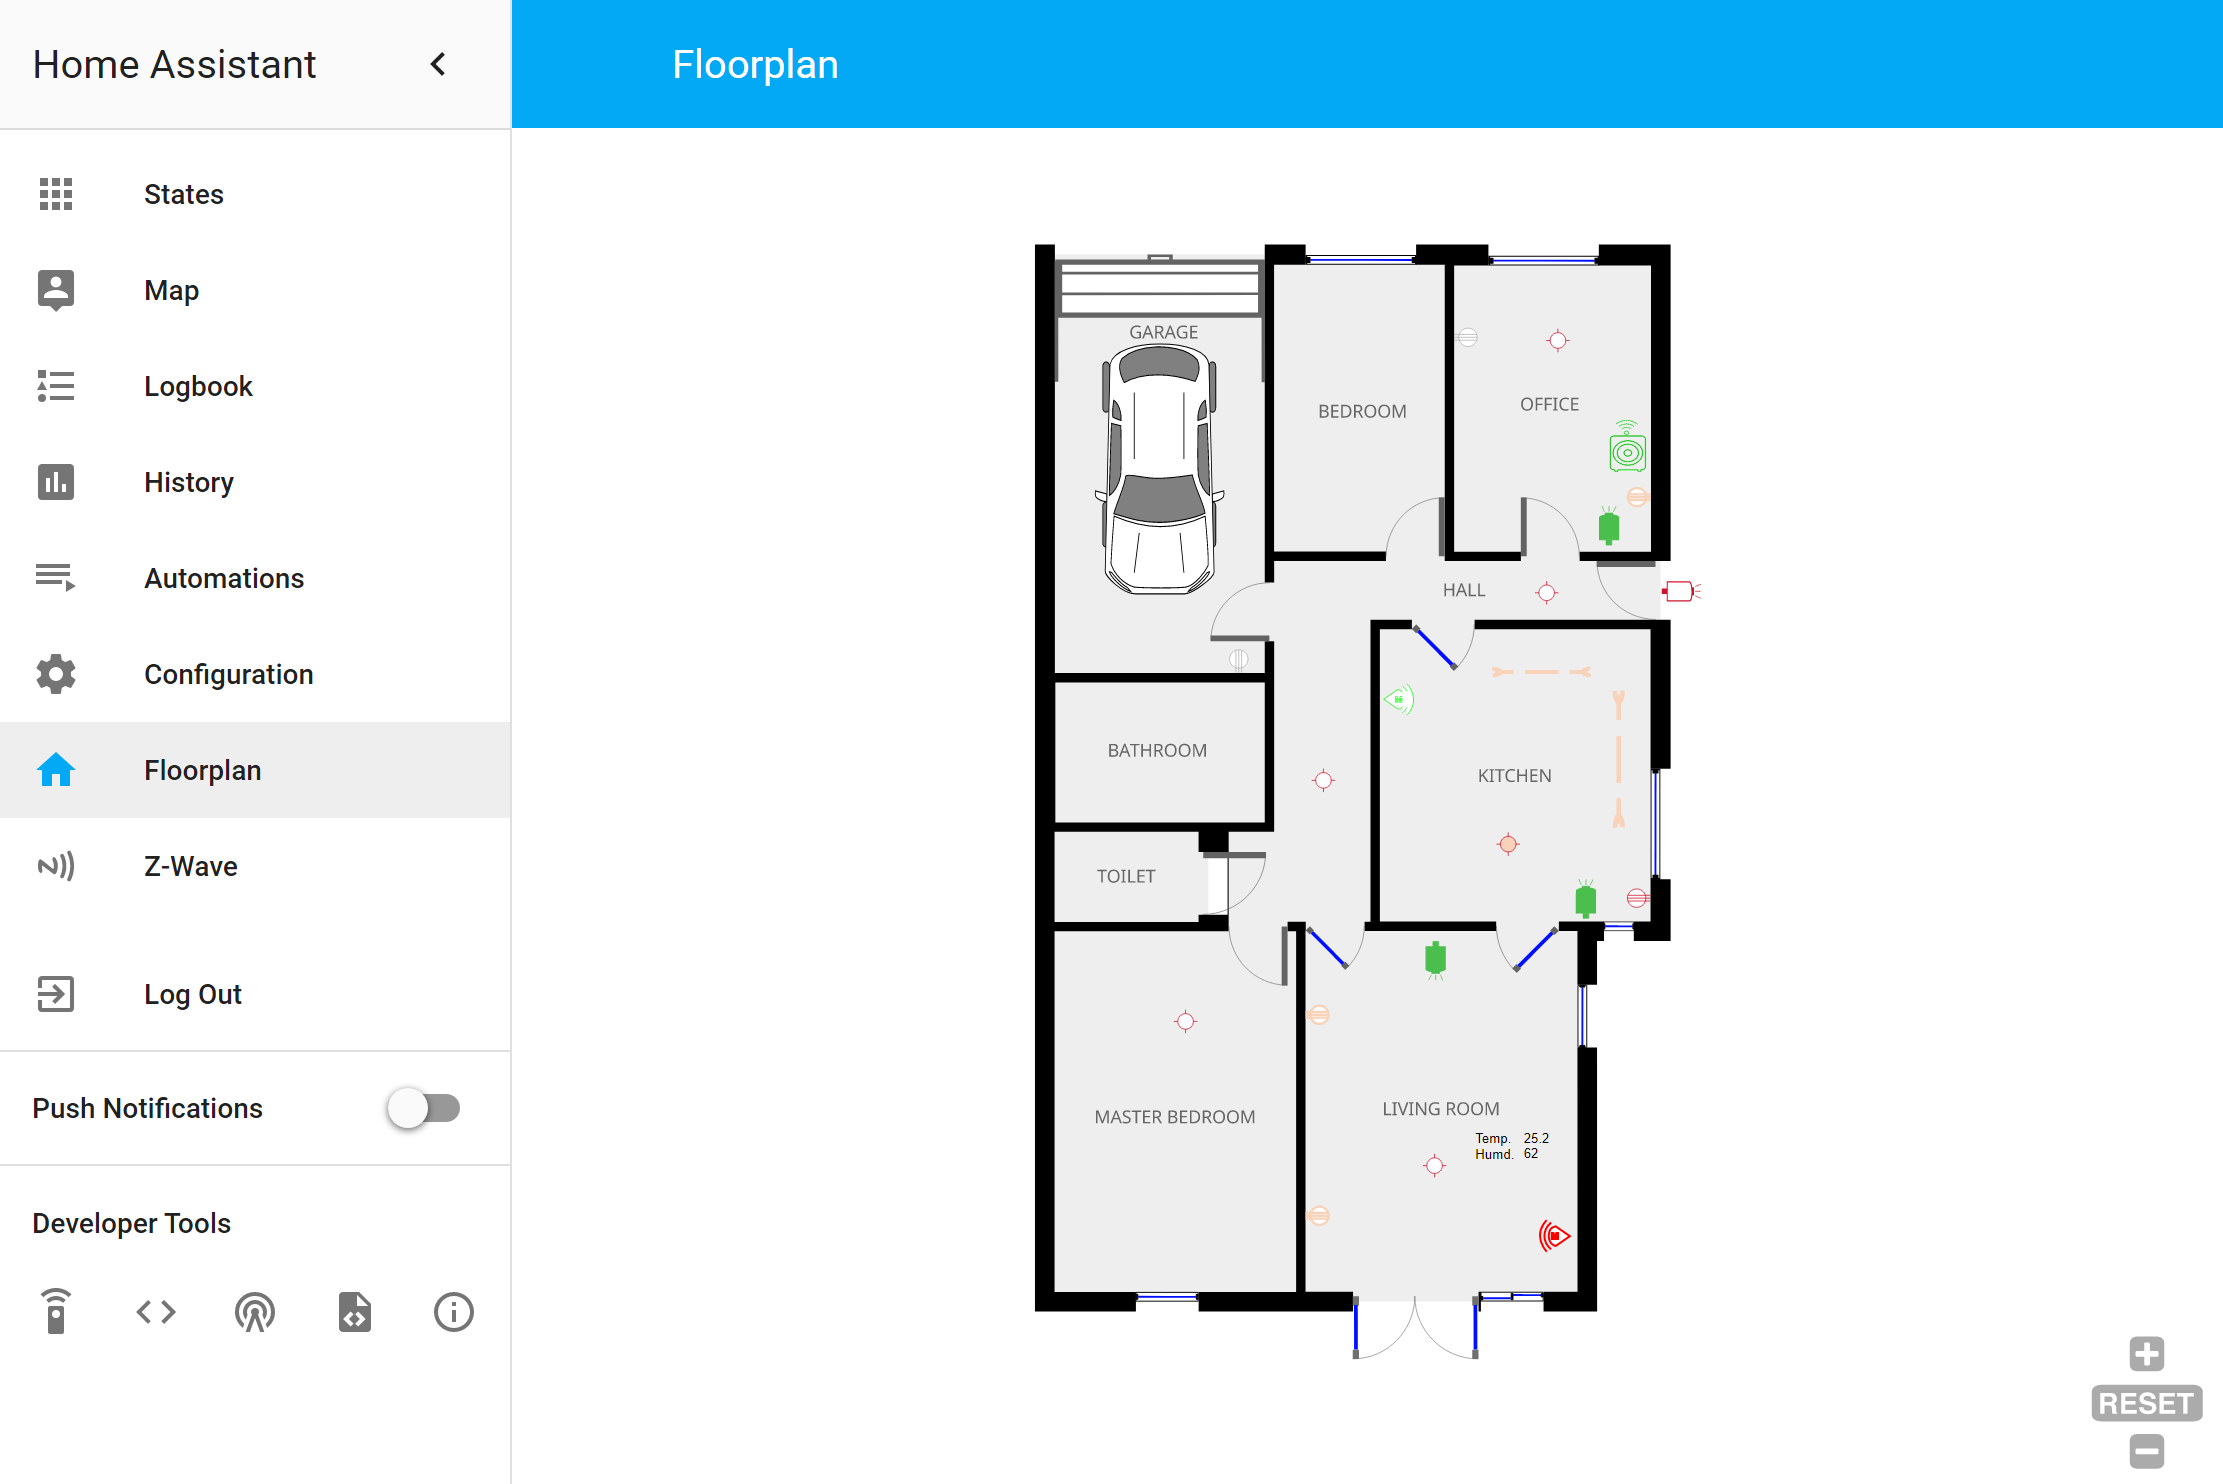 Home Assistant
Floorplan
States
Map
Logbook
History
Automations
Configuration
Floorplan
Z-Wave
Log Out
Push Notifications
Developer Tools
GARAGE
BEDROOM
OFFICE
HALL
BATHROOM
KITCHEN
TOILET
MASTER BEDROOM
LIVING ROOM
Temp. 25.2
Humd. 62
M
M
RESET